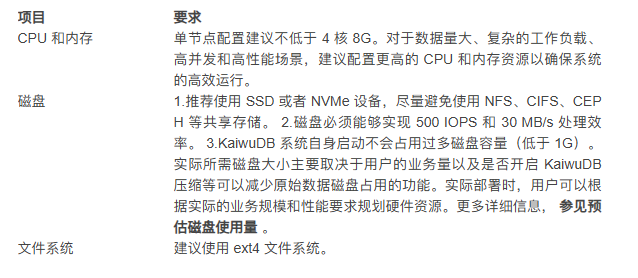 项目 要求
CPU 和内存 单节点配置建议不低于 4 核 8G。对于数据量大、复杂的工作负载、
高并发和高性能场景，建议配置更高的 CPU 和内存资源以确保系统
的高效运行。
磁盘 1.推荐使用 SSD 或者 NVMe 设备，尽量避免使用 NFS、CIFS、CEP
H 等共享存储。 2.磁盘必须能够实现 500 IOPS 和 30 MB/s 处理效
率。 3.KaiwuDB 系统自身启动不会占用过多磁盘容量（低于 1G）。
实际所需磁盘大小主要取决于用户的业务量以及是否开启 KaiwuDB
压缩等可以减少原始数据磁盘占用的功能。实际部署时，用户可以根
据实际的业务规模和性能要求规划硬件资源。更多详细信息， 参见预
估磁盘使用量 。
文件系统 建议使用 ext4 文件系统。